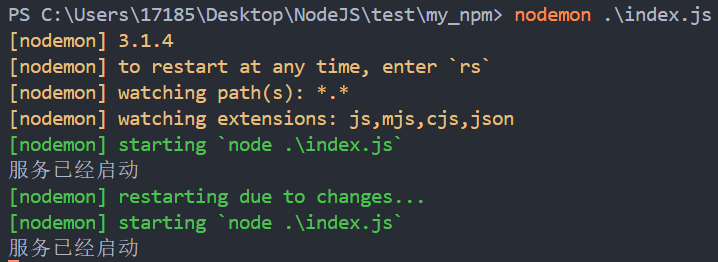 PS C:\Users\17185\Desktop\NodeJS\test\my_npm> nodemon .\index.js
[nodemon] 3.1.4
[nodemon] to restart at any time, enter `rs`
[nodemon] watching path(s): *.*
[nodemon] watching extensions: js,mjs,cjs,json
[nodemon] starting `node .\index.js`
服务已经启动
[nodemon] restarting due to changes...
[nodemon] starting `node .\index.js`
服务已经启动